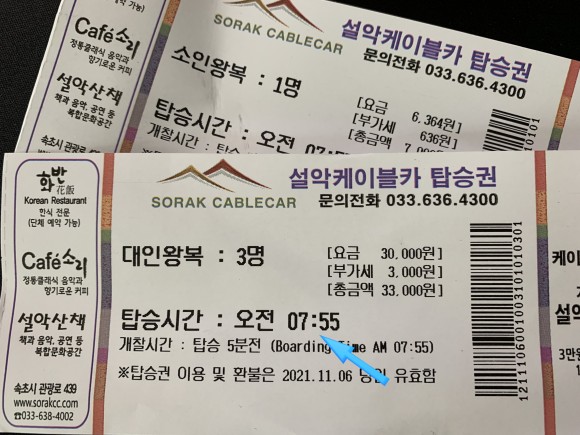 약 가능)
Café소리
정통클래식 음악과
향기로운 커피
설악산책
책과 음악, 공연 등
복합문화공간
속초시 관광로
SORAK CABLECAR
설악케이블카 탑승권
문의전화 033.636.4300
소인왕복 : 1명
[요금 6,364원]
[부가세 636원]
[총금액
탑승시간 : 오전
개찰시간 : 탑승
화반
花飯
Korean Restaurant
한식 전문
(단체 예약 가능)
Café소리
정통클래식 음악과
향기로운 커피
설악산책
책과 음악, 공연 등
복합문화공간
속초시 관광로 439
www.sorakcc.com
☎033-638-4002
SORAK CABLECAR
설악케이블카 탑승권
문의전화 033.636.4300
대인왕복 : 3명
[요금 30,000원]
[부가세 3,000원]
[총금액 33,000원]
탑승시간 : 오전 07:55
개찰시간 : 탑승 5분전 (Boarding Time AM 07:55)
※탑승권 이용 및 환불은 2021.11.06 당일 유효함
1211106001003101010301
설악케이
3만원